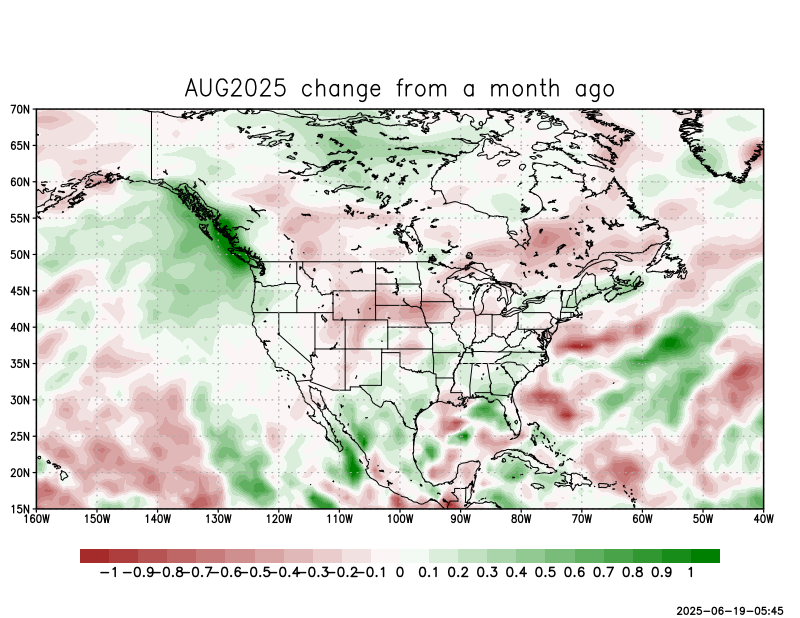 AUG2025 change from a month ago
70N
65N
60N
55N
50N
45N
40N
35N
30N
25N
20N
15N
160W 150W 140W 130W 120W 110W 100W 90W 80W 70W 60W 50W 40W
-1 -0.9 -0.8 -0.7 -0.6 -0.5 -0.4 -0.3 -0.2 -0.1 0 0.1 0.2 0.3 0.4 0.5 0.6 0.7 0.8 0.9 1
2025-06-19-05:45